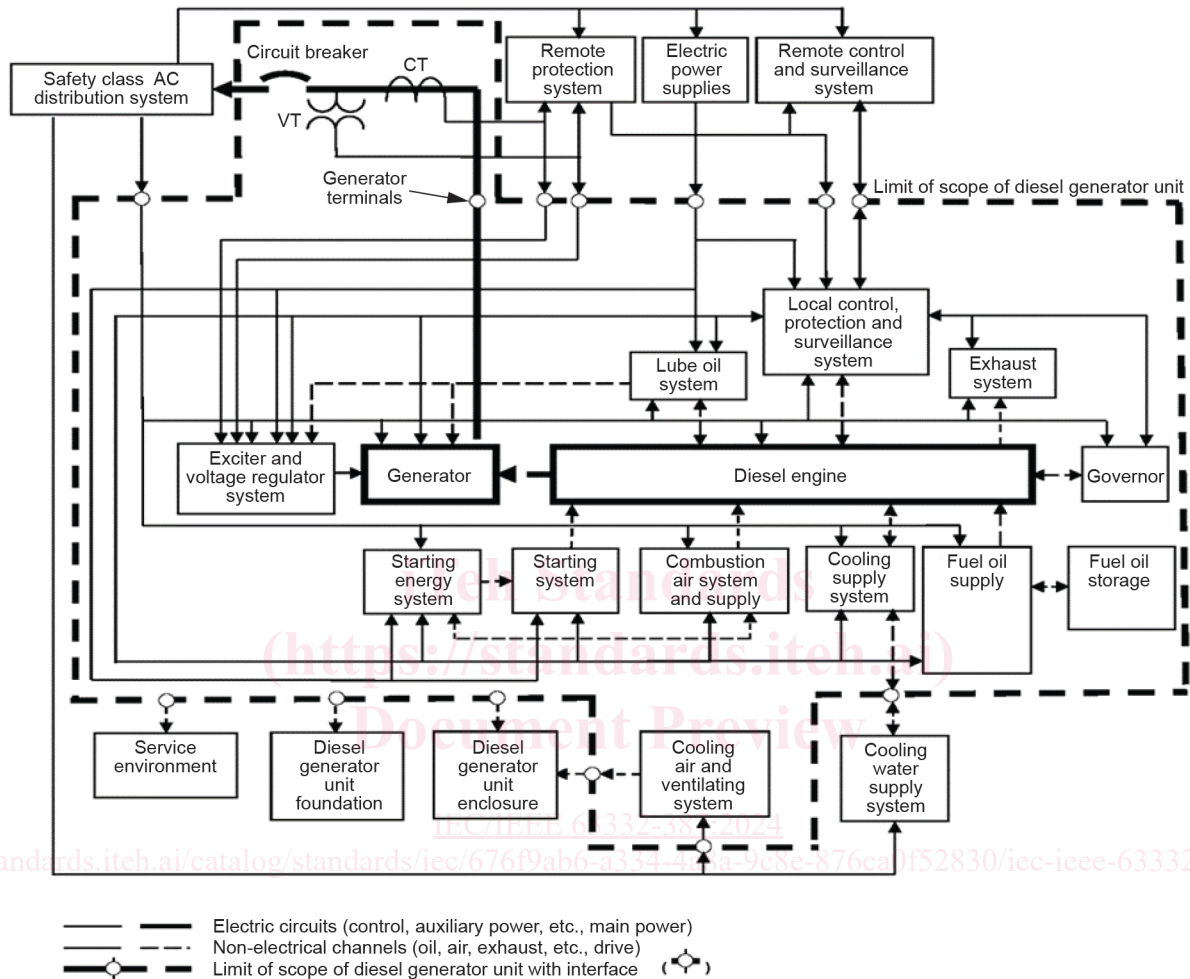 Circuit breaker
CT
VT
Safety class AC
distribution system
Remote
protection
system
Electric
power
supplies
Remote control
and surveillance
system
Generator
terminals
Limit of scope of diesel generator unit
Local control,
protection and
surveillance
system
Lube oil
system
Exhaust
system
Exciter and
voltage regulator
system
Generator
Diesel engine
Governor
Starting
energy
system
Starting
system
Combustion
air system
and supply
Cooling
supply
system
Fuel oil
supply
Fuel oil
storage
iTeh Standards
(https://standards.iteh.ai)
Document Preview
Service
environment
Diesel
generator
unit
foundation
Diesel
generator
unit
enclosure
Cooling
air and
ventilating
system
Cooling
water
supply
system
andards.iteh.ai/catalog/standards/iec/676f9ab6-a334-4a8a-9c8e-876ca0f52830/iec-ieee-63332
Electric circuits (control, auxiliary power, etc., main power)
Non-electrical channels (oil, air, exhaust, etc., drive)
Limit of scope of diesel generator unit with interface